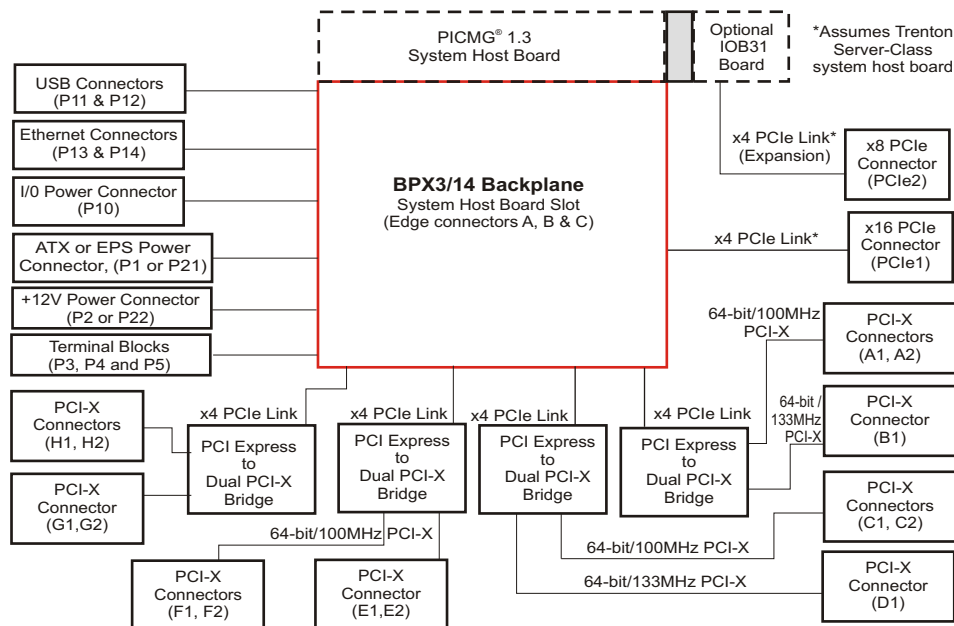 PICMG® 1.3
System Host Board
Optional
IOB31
Board
*Assumes Trenton
Server-Class
system host board
USB Connectors
(P11 & P12)
Ethernet Connectors
(P13 & P14)
I/0 Power Connector
(P10)
ATX or EPS Power
Connector, (P1 or P21)
+12V Power Connector
(P2 or P22)
Terminal Blocks
(P3, P4 and P5)
BPX3/14 Backplane
System Host Board Slot
(Edge connectors A, B & C)
x4 PCIe Link*
(Expansion)
x8 PCIe
Connector
(PCIe2)
x4 PCIe Link*
x16 PCIe
Connector
(PCIe1)
64-bit/100MHz
PCI-X
PCI-X
Connectors
(A1, A2)
64-bit /
133MHz
PCI-X
PCI-X
Connector
(B1)
x4 PCIe Link
x4 PCIe Link
x4 PCIe Link
x4 PCIe Link
PCI-X
Connectors
(H1, H2)
PCI Express
to
Dual PCI-X
Bridge
PCI Express
to
Dual PCI-X
Bridge
PCI Express
to
Dual PCI-X
Bridge
PCI Express
to
Dual PCI-X
Bridge
PCI-X
Connector
(G1,G2)
PCI-X
Connectors
(C1, C2)
64-bit/100MHz PCI-X
64-bit/100MHz PCI-X
64-bit/133MHz PCI-X
PCI-X
Connectors
(F1, F2)
PCI-X
Connector
(E1,E2)
PCI-X
Connector
(D1)